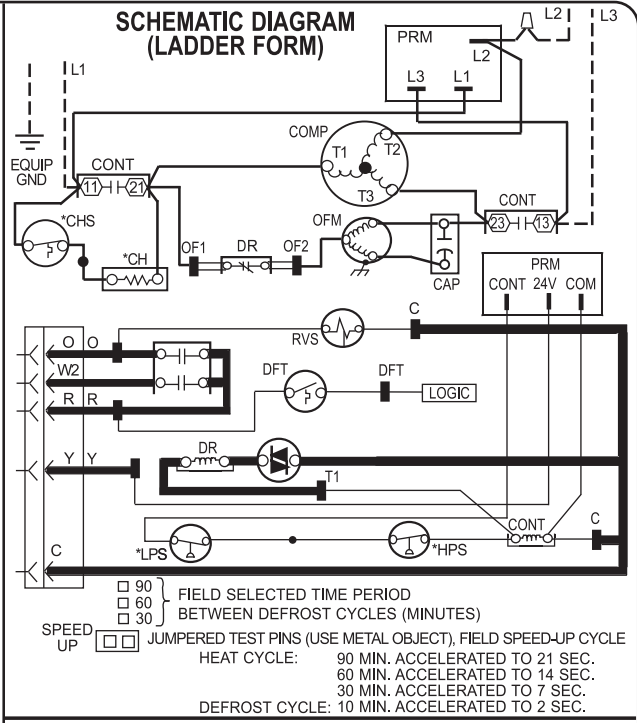 SCHEMATIC DIAGRAM
(LADDER FORM)
L1
L2
L3
PRM
L2
L3 L1
EQUIP
GND
CONT
11 21
COMP
T1 T2
T3
CONT
23 13
*CHS
*CH
OF1 DR OF2
OFM
CAP
PRM
CONT 24V COM
O O
W2
R R
Y Y
C
RVS
C
DFT
DFT
LOGIC
DR
T1
CONT
C
*LPS
*HPS
90
60
30
FIELD SELECTED TIME PERIOD
BETWEEN DEFROST CYCLES (MINUTES)
SPEED
UP
JUMPERED TEST PINS (USE METAL OBJECT), FIELD SPEED-UP CYCLE
HEAT CYCLE: 90 MIN. ACCELERATED TO 21 SEC.
60 MIN. ACCELERATED TO 14 SEC.
30 MIN. ACCELERATED TO 7 SEC.
DEFROST CYCLE: 10 MIN. ACCELERATED TO 2 SEC.